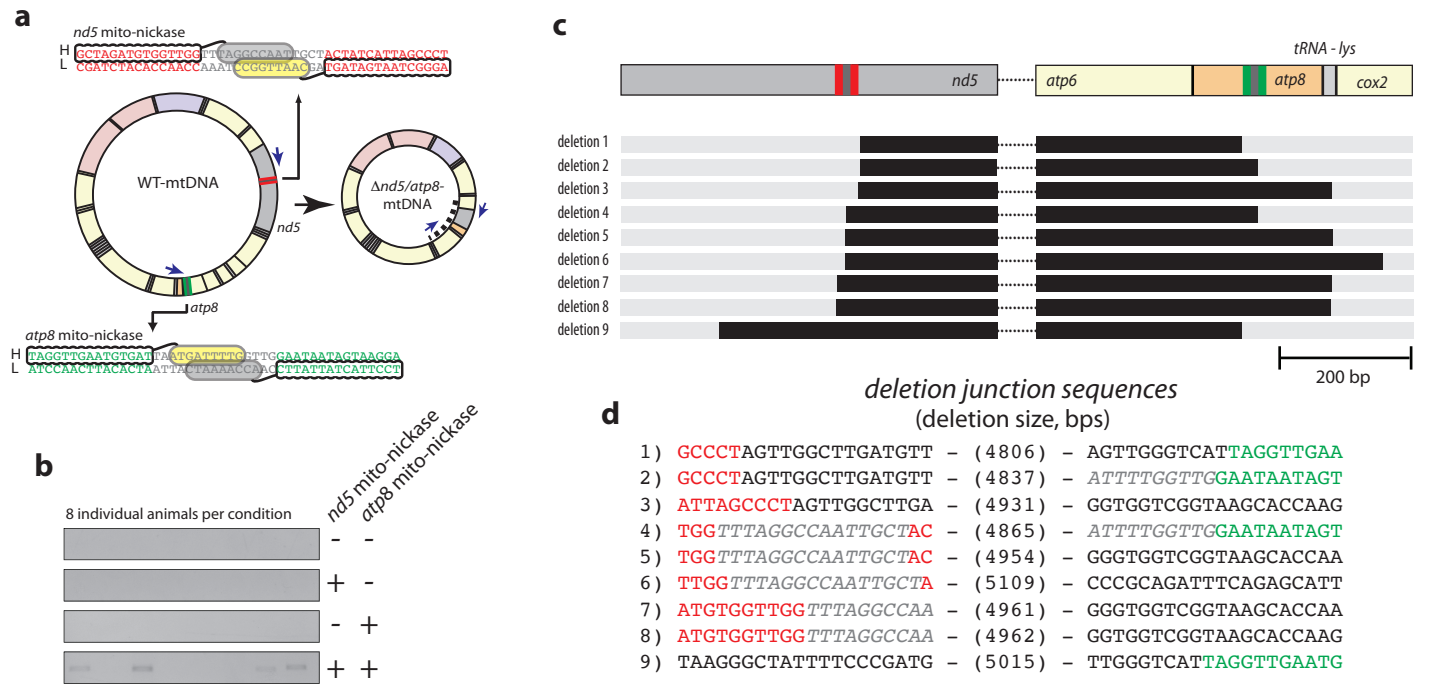 a
nd5 mito-nickase
H GCTAGATGTGGTTGGTTTAGGCCAATTGCTACTATCATTAGCCCT
L CGATCTACACCAACCAAATCCGGTTAACGATGATAGTAATCGGGA
WT-mtDNA
nd5
Δnd5/atp8-
mtDNA
atp8
atp8 mito-nickase
H TAGGTTGAATGTGATTAATGATTTTGGTTGGAATAATAGTAAGGA
L ATCCAACTTACACTAATTACTAAAACCAACCTTATTATCATTCCT
b
8 individual animals per condition
nd5 mito-nickase
atp8 mito-nickase
- -
+ -
- +
+ +
c
tRNA - lys
nd5 atp6 atp8 cox2
deletion 1
deletion 2
deletion 3
deletion 4
deletion 5
deletion 6
deletion 7
deletion 8
deletion 9
200 bp
d
deletion junction sequences
(deletion size, bps)
1) GCCCTAGTTGGCTTGATGTT – (4806) – AGTTGGGTCATTAGGTTGAA
2) GCCCTAGTTGGCTTGATGTT – (4837) – ATTTTGGTTGGAATAATAGT
3) ATTAGCCCTAGTTGGCTTGA – (4931) – GGTGGTCGGTAAGCACCAAG
4) TGGTTTAGGCCAATTGCTAC – (4865) – ATTTTGGTTGGAATAATAGT
5) TGGTTTAGGCCAATTGCTAC – (4954) – GGGTGGTCGGTAAGCACCAA
6) TTGGTTTAGGCCAATTGCTA – (5109) – CCCGCAGATTTCAGAGCATT
7) ATGTGGTTGGTTTAGGCCAA – (4961) – GGGTGGTCGGTAAGCACCAA
8) ATGTGGTTGGTTTAGGCCAA – (4962) – GGTGGTCGGTAAGCACCAAG
9) TAAGGGCTATTTTCCCGATG – (5015) – TTGGGTCATTAGGTTGAATG